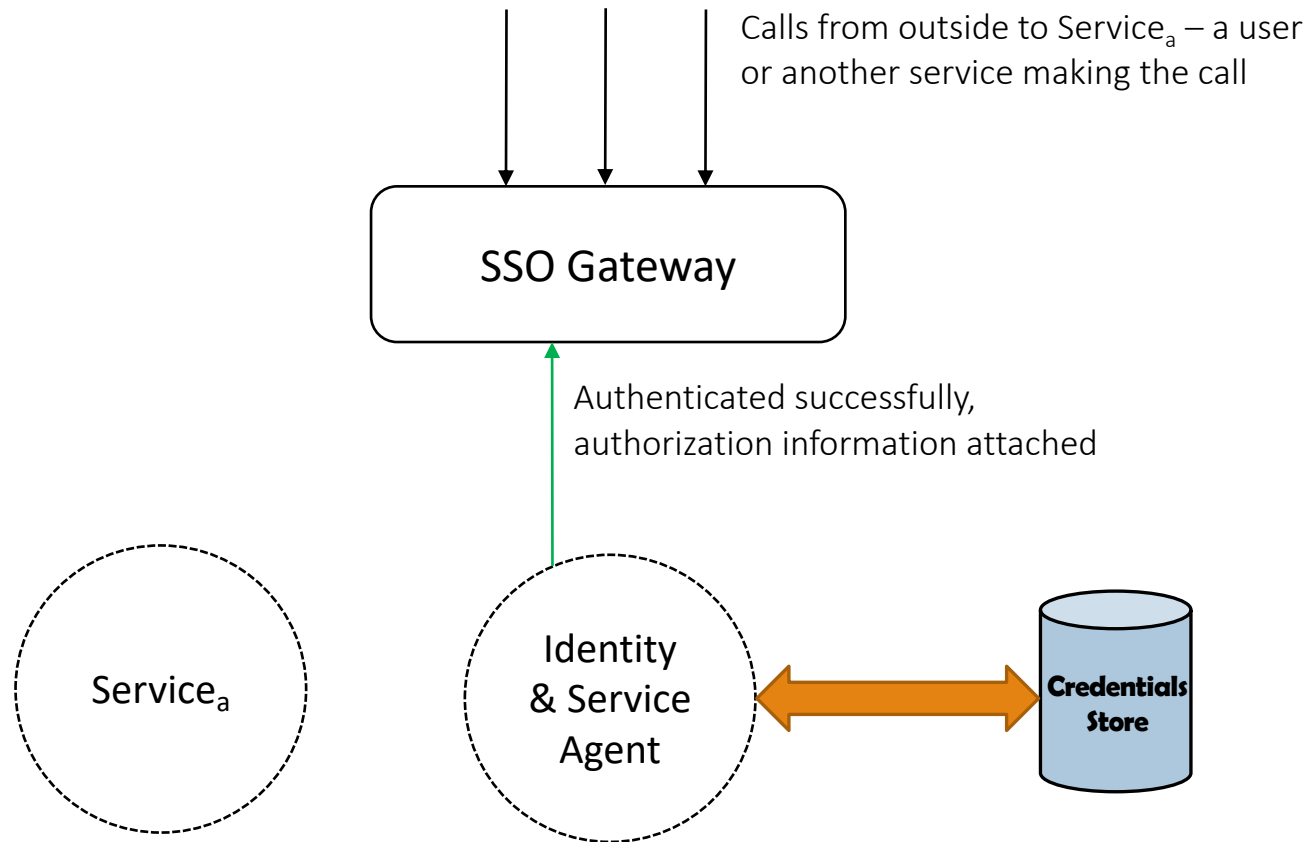 Calls from outside to Serviceₐ – a user
or another service making the call
SSO Gateway
Authenticated successfully,
authorization information attached
Serviceₐ
Identity
& Service
Agent
Credentials
Store